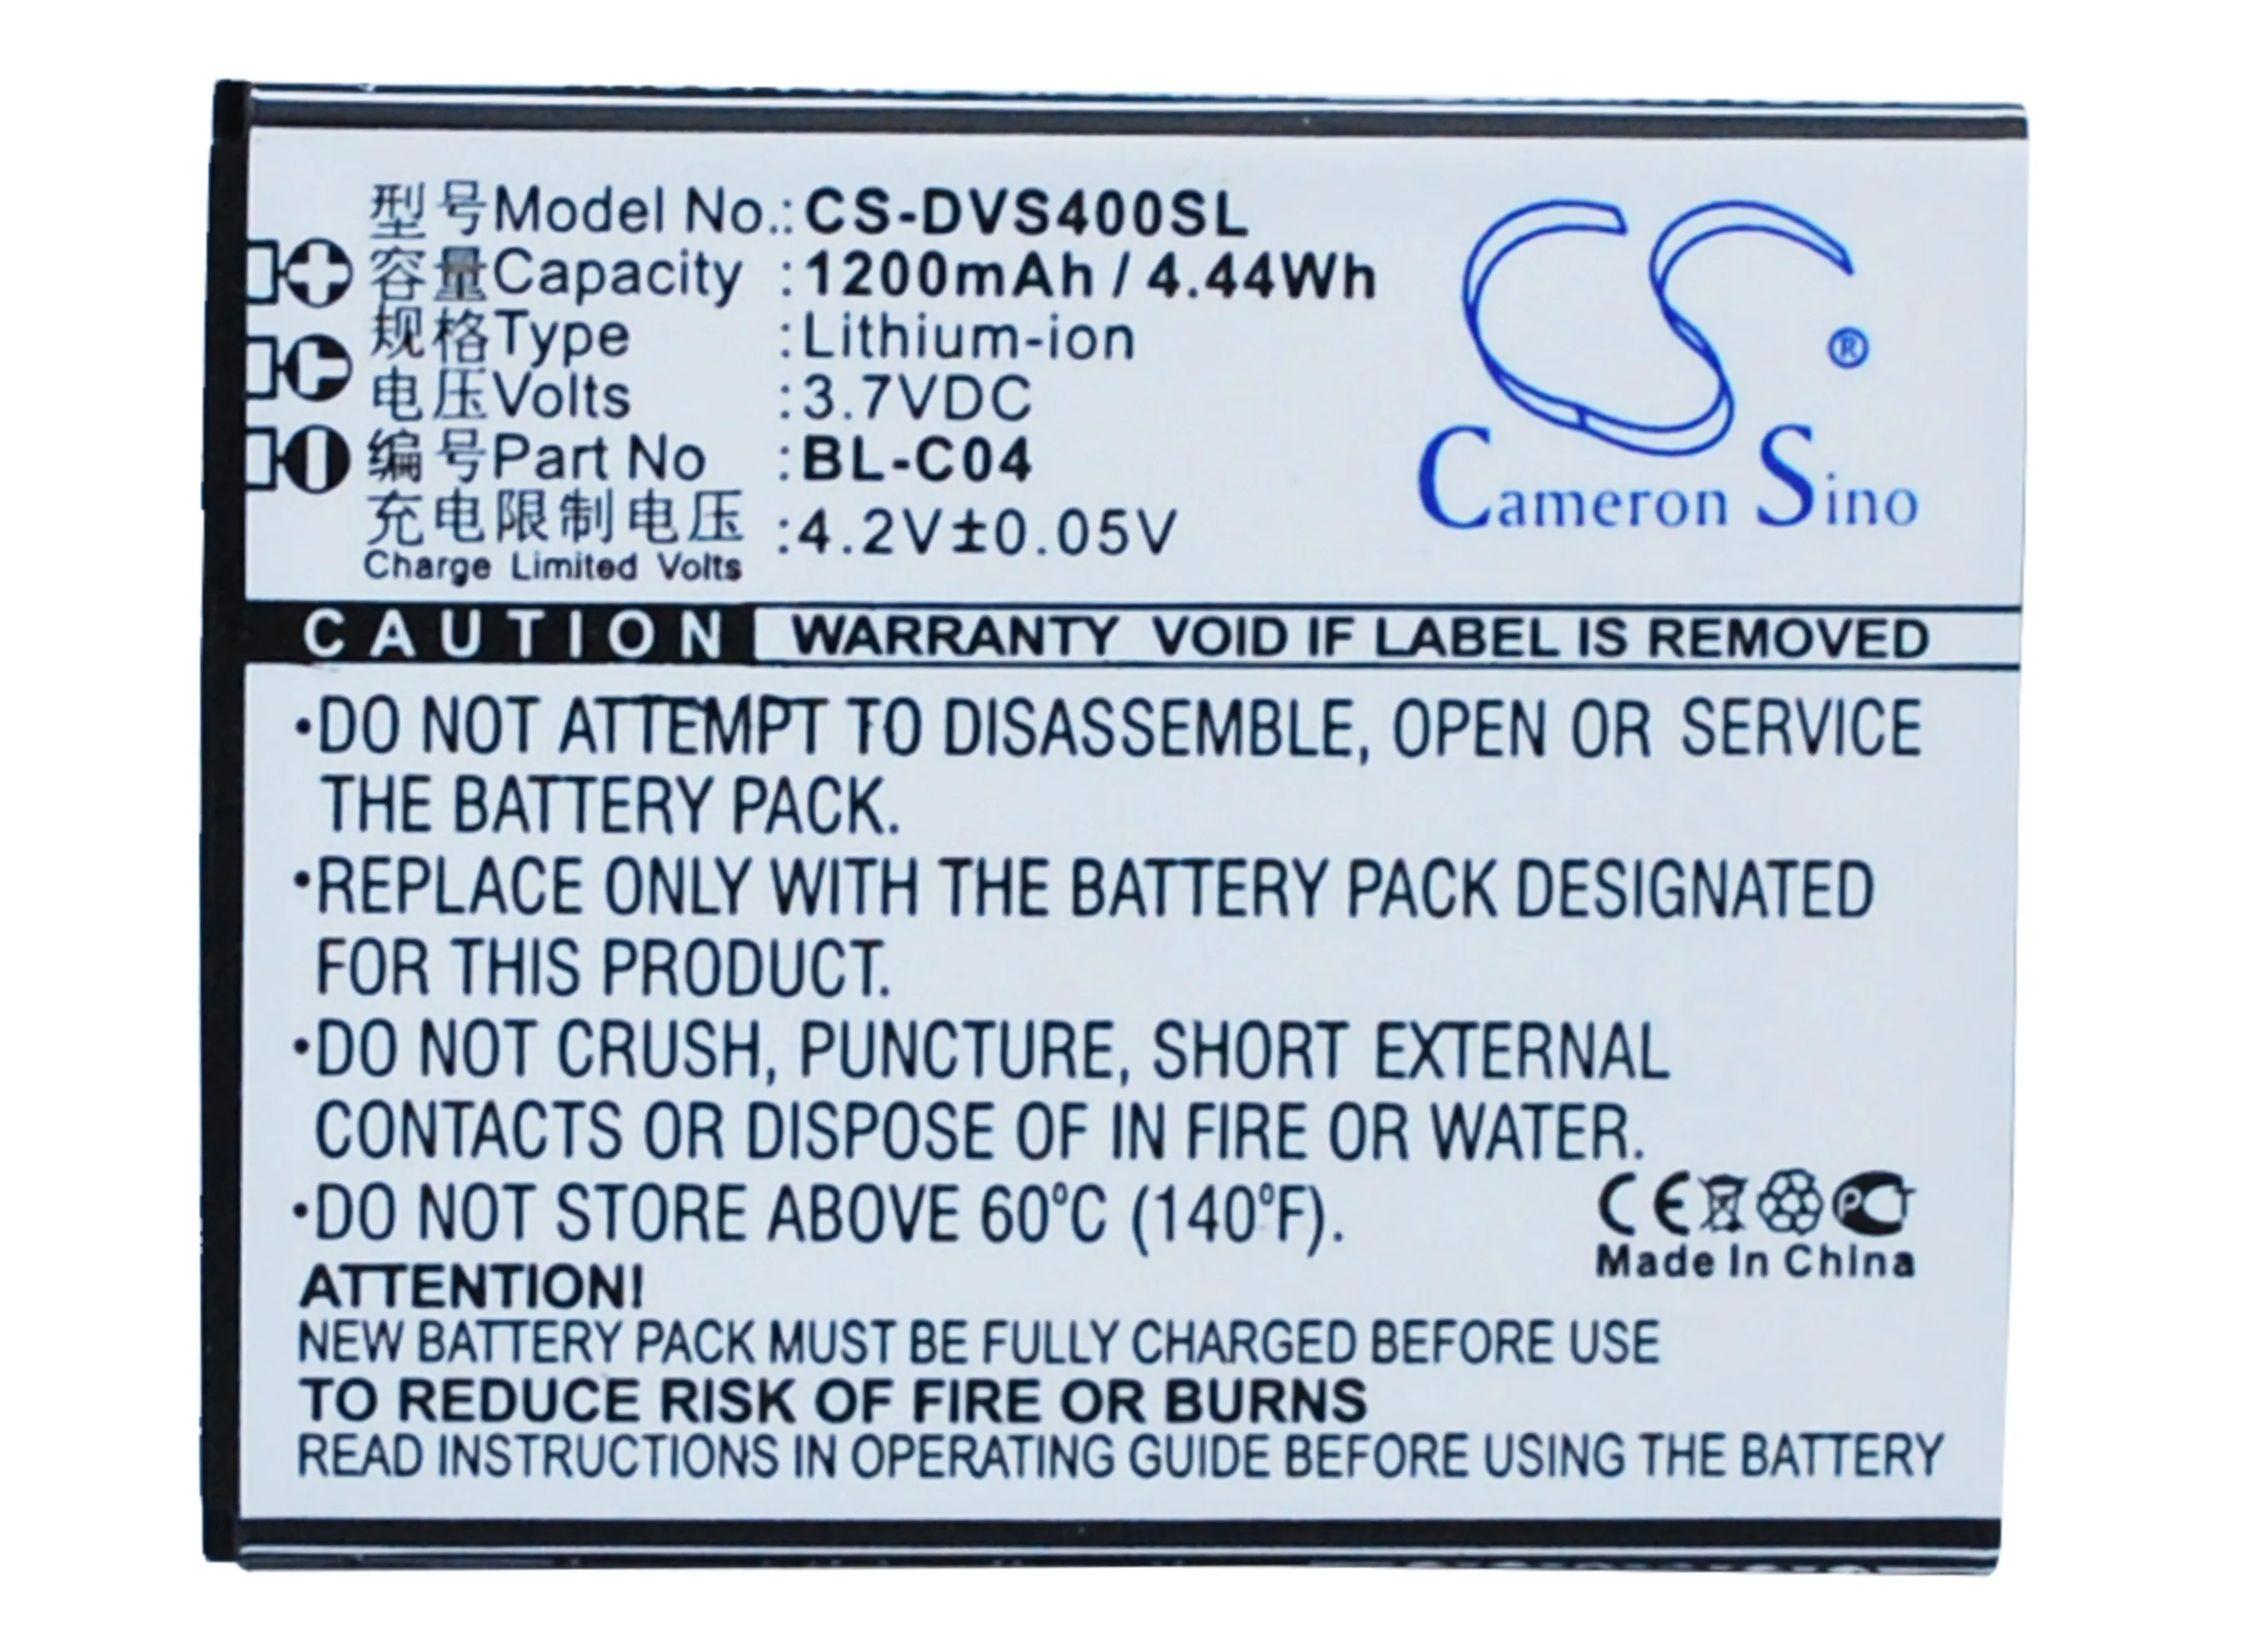 型号Model No.: CS-DVS400SL
容量Capacity : 1200mAh / 4.44Wh
规格Type : Lithium-ion
电压Volts : 3.7VDC
编号Part No : BL-C04
充电限制电压 : 4.2V±0.05V
Charge Limited Volts
CS ®
Cameron Sino
CAUTION WARRANTY VOID IF LABEL IS REMOVED
•DO NOT ATTEMPT TO DISASSEMBLE, OPEN OR SERVICE
THE BATTERY PACK.
•REPLACE ONLY WITH THE BATTERY PACK DESIGNATED
FOR THIS PRODUCT.
•DO NOT CRUSH, PUNCTURE, SHORT EXTERNAL
CONTACTS OR DISPOSE OF IN FIRE OR WATER.
•DO NOT STORE ABOVE 60°C (140°F).
CE PCT
Made In China
ATTENTION!
NEW BATTERY PACK MUST BE FULLY CHARGED BEFORE USE
TO REDUCE RISK OF FIRE OR BURNS
READ INSTRUCTIONS IN OPERATING GUIDE BEFORE USING THE BATTERY